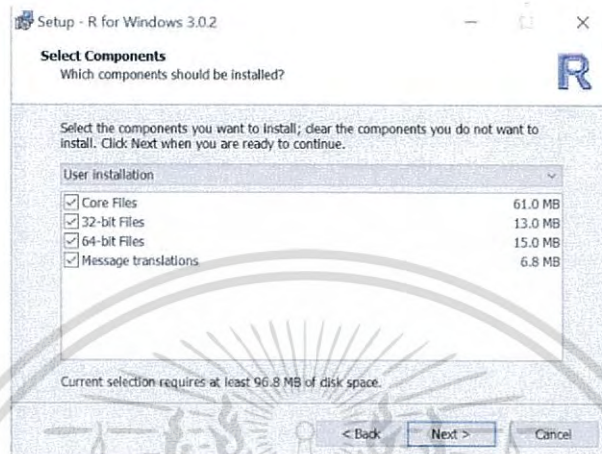 Setup - R for Windows 3.0.2
Select Components
Which components should be installed?
R
Select the components you want to install; clear the components you do not want to
install. Click Next when you are ready to continue.
User installation
Core Files 61.0 MB
32-bit Files 13.0 MB
64-bit Files 15.0 MB
Message translations 6.8 MB
Current selection requires at least 96.8 MB of disk space.
< Back Next > Cancel